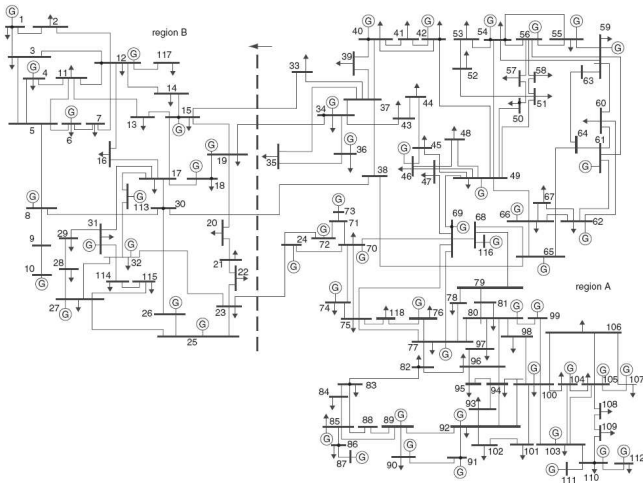 G G G G G
1 2 region B 40 41 42 53 54 56 55 59
3 12 117 39 52 57 58
G 4 11 G 33 37 44 51 63
14 G 34 50 60
5 G 6 7 13 15 G 43 45 48 64 61
16 19 35 36 G 46 47 49 G
17 G 18 38 G 67
G 113 G 30 73 69 68 66 62
8 31 20 G 71 G G
29 G 24 72 70 116 65
9 28 32 G 21 G G
10 114 115 22 74 79 region A
G 26 G 23 G 118 76 78 81 G G
27 G 25 75 77 80 98 99 106
G 97
82 96 G G G G
83 95 94 100 104 105 107
84 G 93 108
85 88 89 G 92 G 109
G 86 G 102 101 103
G 87 90 91 G 111 110 112